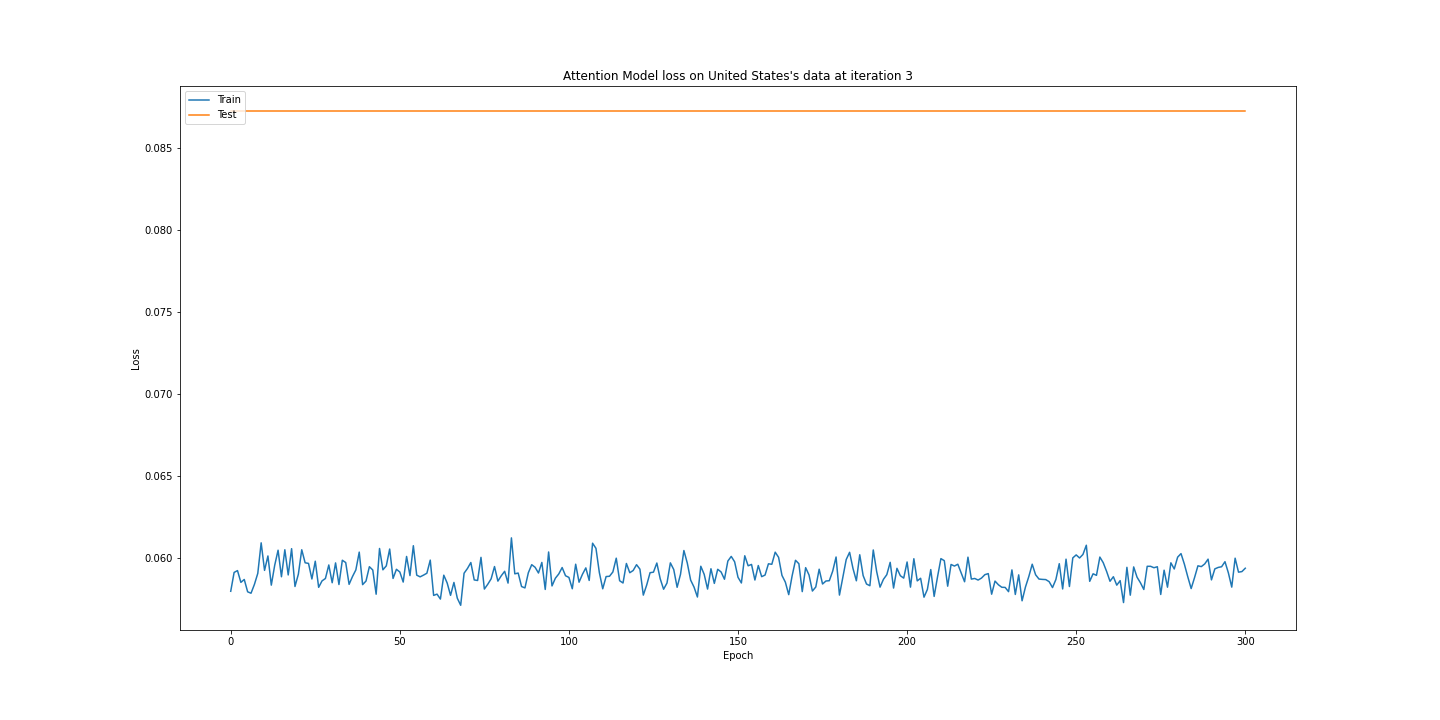 Attention Model loss on United States's data at iteration 3
Train
Test
0.085
0.080
0.075
0.070
0.065
0.060
Loss
0 50 100 150 200 250 300
Epoch